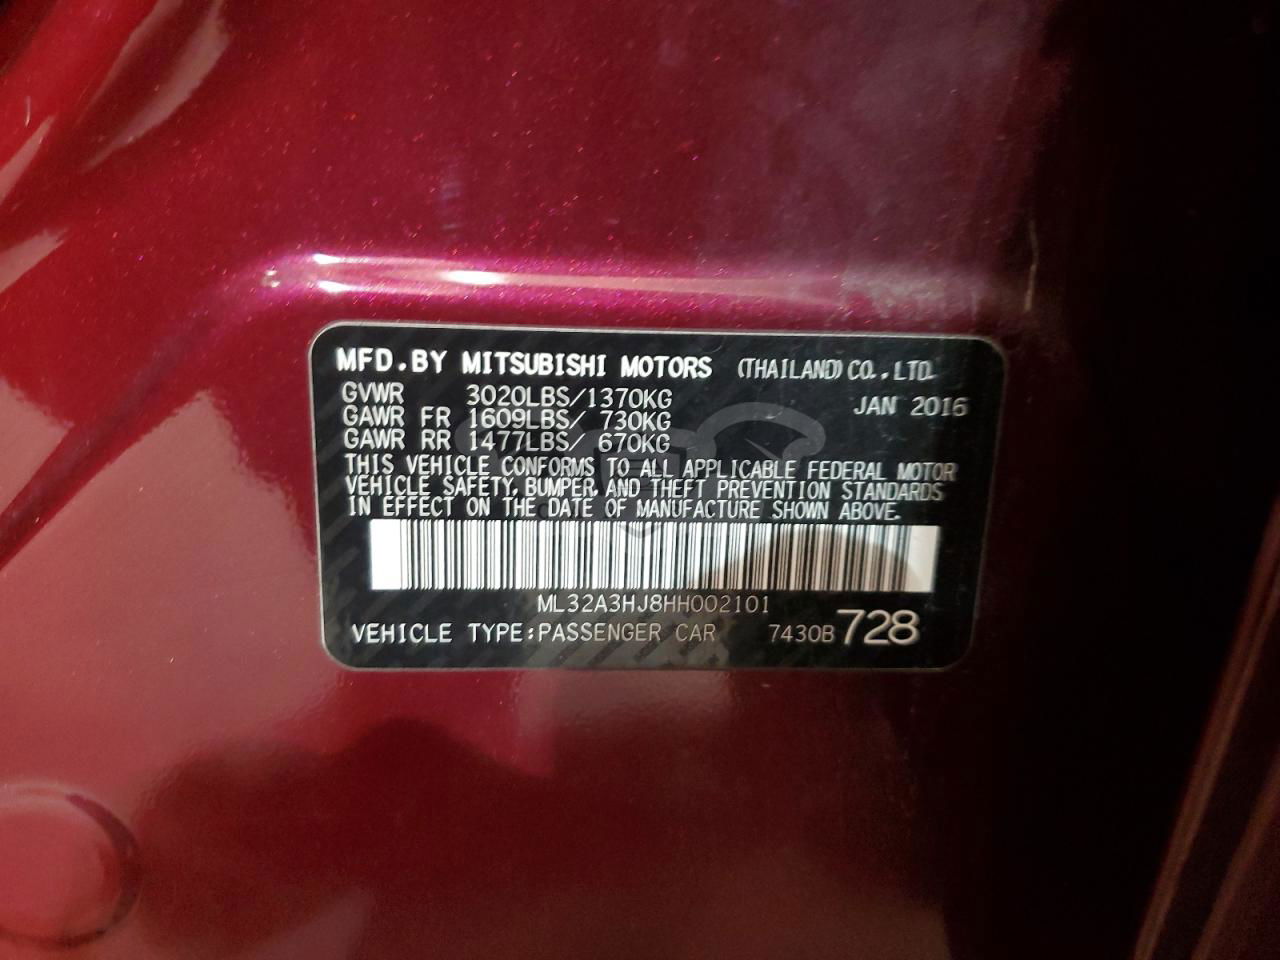 MFD.BY MITSUBISHI MOTORS (THAILAND) CO.,LTD.
GVWR 3020LBS/1370KG JAN 2016
GAWR FR 1609LBS/ 730KG
GAWR RR 1477LBS/ 670KG
THIS VEHICLE CONFORMS TO ALL APPLICABLE FEDERAL MOTOR
VEHICLE SAFETY, BUMPER, AND THEFT PREVENTION STANDARDS
IN EFFECT ON THE DATE OF MANUFACTURE SHOWN ABOVE.
ML32A3HJ8HH002101
VEHICLE TYPE:PASSENGER CAR 7430B 728